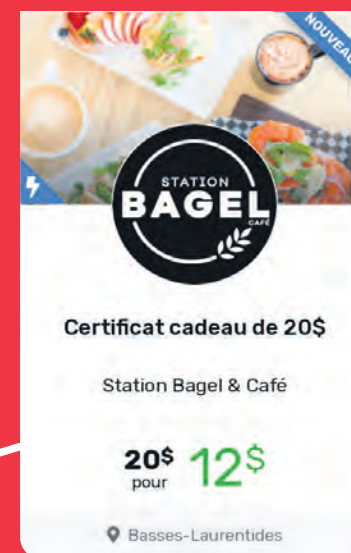 NOUVEAU
STATION
BAGEL
CAFÉ
Certificat cadeau de 20$
Station Bagel & Café
20$ 12$
pour
Basses-Laurentides